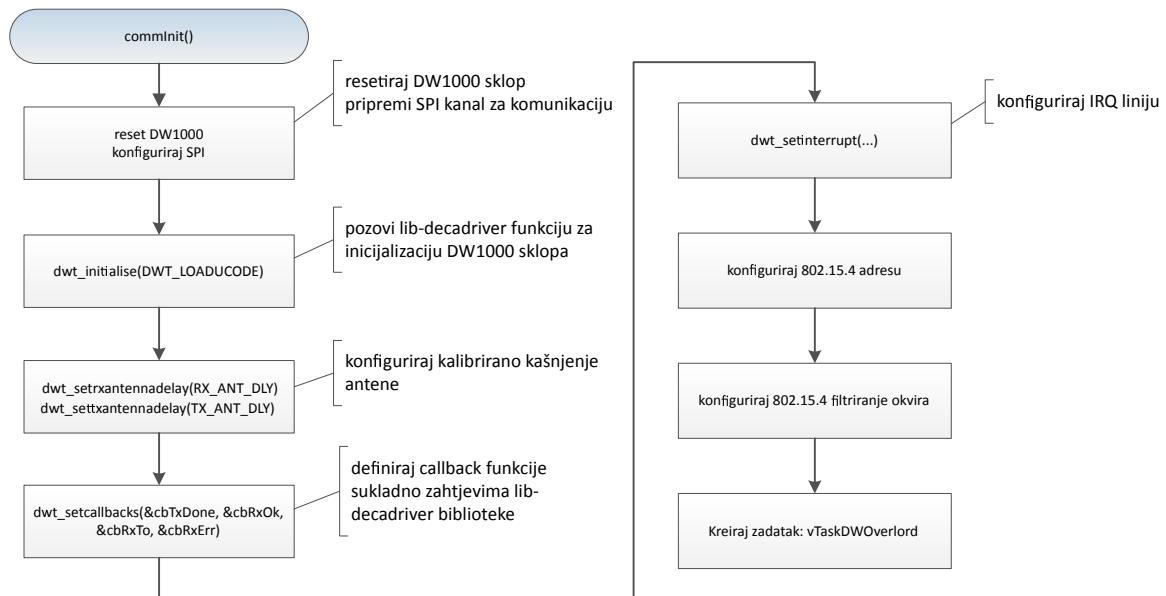 commInit()
resetiraj DW1000 sklop
pripremi SPI kanal za komunikaciju
reset DW1000
konfiguriraj SPI
pozovi lib-decadriver funkciju za
inicijalizaciju DW1000 sklopa
dwt_initialise(DWT_LOADUCODE)
konfiguriraj kalibrirano kašnjenje
antene
dwt_setrxantennadelay(RX_ANT_DLY)
dwt_settxantennadelay(TX_ANT_DLY)
definiraj callback funkcije
sukladno zahtjevima lib-
decadriver biblioteke
dwt_setcallbacks(&cbTxDone, &cbRxOk,
&cbRxTo, &cbRxErr)
konfiguriraj IRQ liniju
dwt_setinterrupt(...)
konfiguriraj 802.15.4 adresu
konfiguriraj 802.15.4 filtriranje okvira
Kreiraj zadatak: vTaskDWOverlord